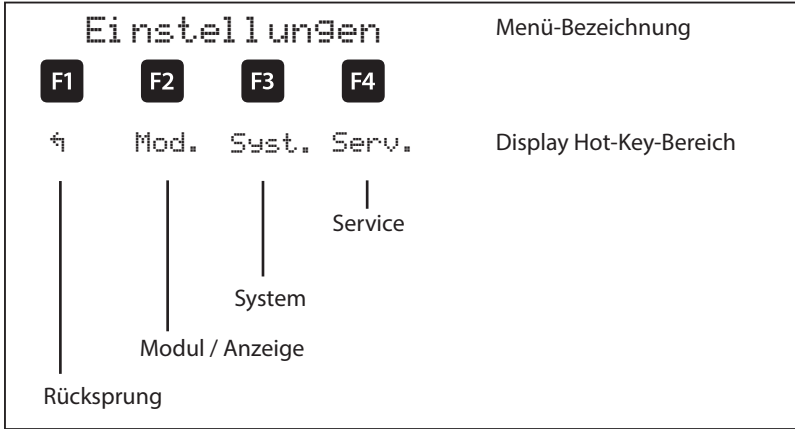 Einstellungen Menü-Bezeichnung
F1 F2 F3 F4
↰ Mod. Syst. Serv. Display Hot-Key-Bereich
Service
System
Modul / Anzeige
Rücksprung